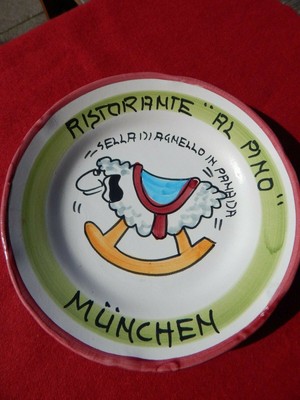 RISTORANTE "AL PINO"
SELLA DI AGNELLO IN PANADA
MÜNCHEN